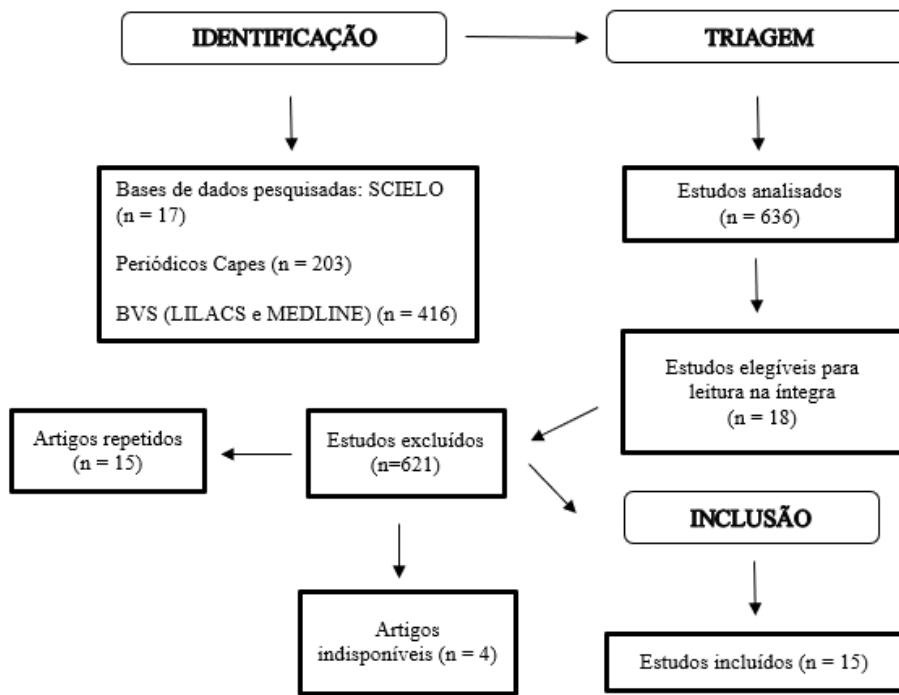 IDENTIFICAÇÃO
TRIAGEM
Bases de dados pesquisadas: SCIELO
(n = 17)
Periódicos Capes (n = 203)
BVS (LILACS e MEDLINE) (n = 416)
Estudos analisados
(n = 636)
Estudos elegíveis para
leitura na íntegra
(n = 18)
Artigos repetidos
(n = 15)
Estudos excluídos
(n=621)
INCLUSÃO
Artigos
indisponíveis (n = 4)
Estudos incluídos (n = 15)